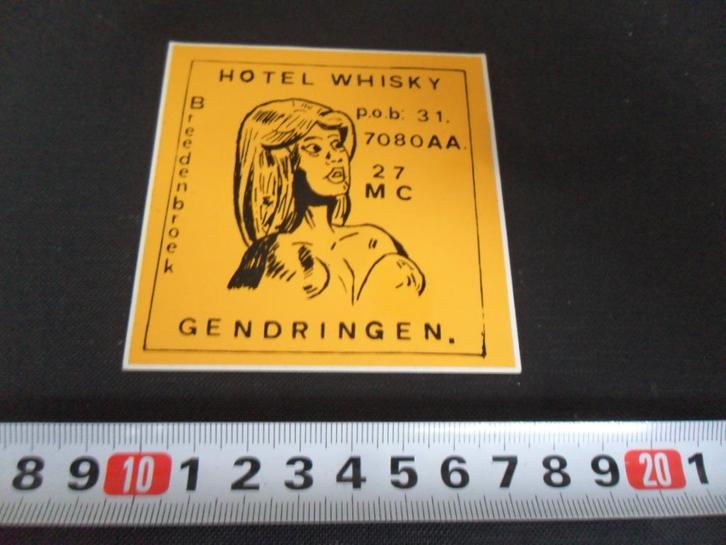 HOTEL WHISKY
Breedenbroek
p.o.b: 31.
7080AA.
27
MC
GENDRINGEN.
8 9 10 1 2 3 4 5 6 7 8 9 20 1